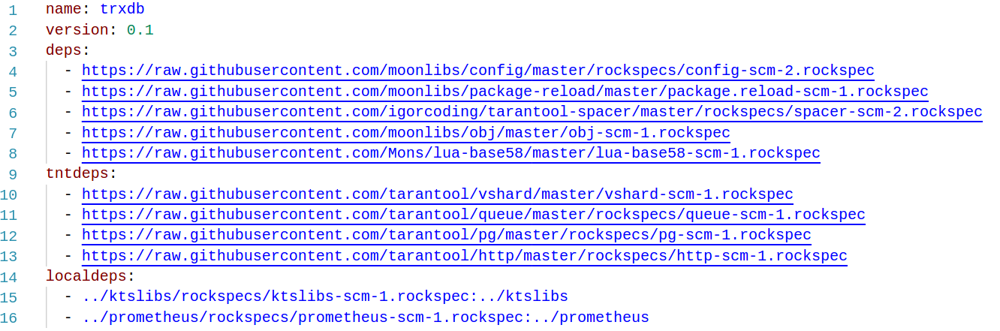 1 name: trxdb
2 version: 0.1
3 deps:
4 - https://raw.githubusercontent.com/moonlibs/config/master/rockspecs/config-scm-2.rockspec
5 - https://raw.githubusercontent.com/moonlibs/package-reload/master/package.reload-scm-1.rockspec
6 - https://raw.githubusercontent.com/igorcoding/tarantool-spacer/master/rockspecs/spacer-scm-2.rockspec
7 - https://raw.githubusercontent.com/moonlibs/obj/master/obj-scm-1.rockspec
8 - https://raw.githubusercontent.com/Mons/lua-base58/master/lua-base58-scm-1.rockspec
9 tntdeps:
10 - https://raw.githubusercontent.com/tarantool/vshard/master/vshard-scm-1.rockspec
11 - https://raw.githubusercontent.com/tarantool/queue/master/rockspecs/queue-scm-1.rockspec
12 - https://raw.githubusercontent.com/tarantool/pg/master/rockspecs/pg-scm-1.rockspec
13 - https://raw.githubusercontent.com/tarantool/http/master/rockspecs/http-scm-1.rockspec
14 localdeps:
15 - ../ktslibs/rockspecs/ktslibs-scm-1.rockspec:../ktslibs
16 - ../prometheus/rockspecs/prometheus-scm-1.rockspec:../prometheus